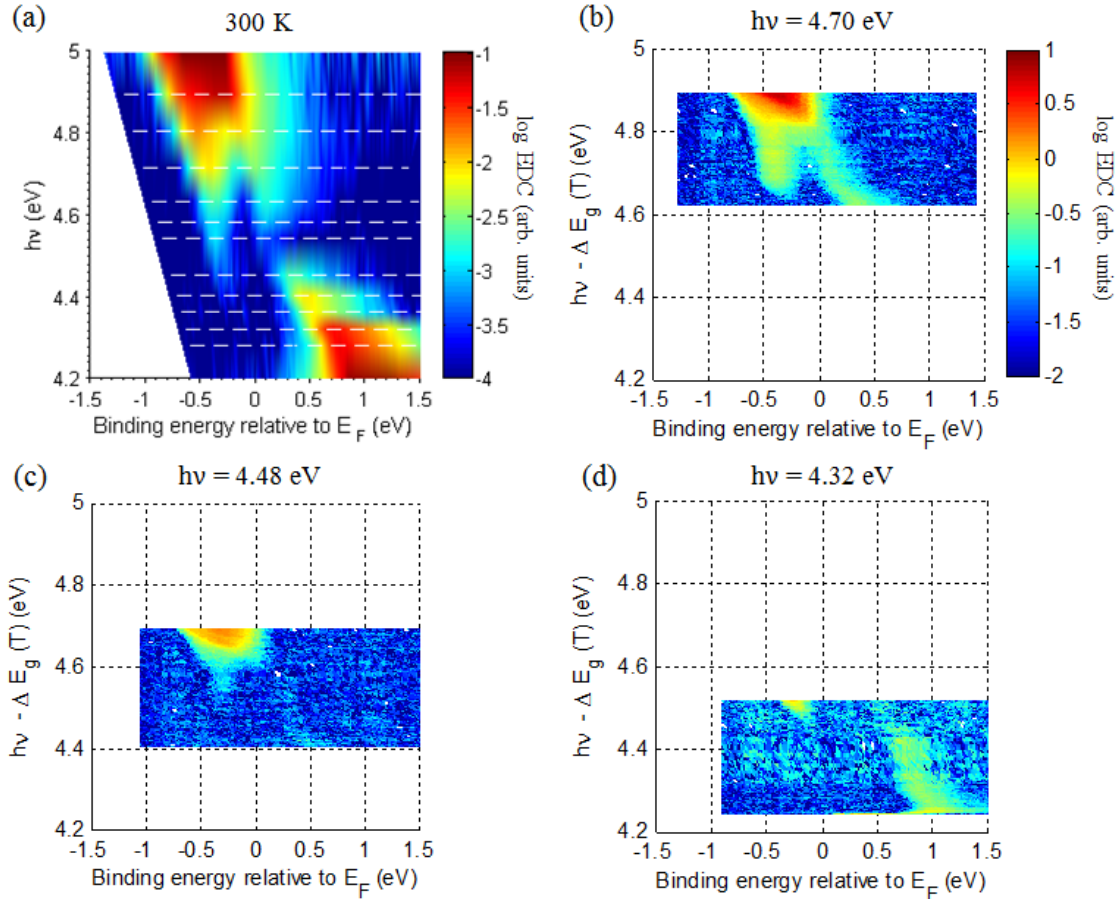 (a)
300 K
5
4.8
4.6
4.4
4.2
hν (eV)
-1.5 -1 -0.5 0 0.5 1 1.5
Binding energy relative to E_F (eV)
-1
-1.5
-2
-2.5
-3
-3.5
-4
log EDC (arb. units)
(b)
hν = 4.70 eV
5
4.8
4.6
4.4
4.2
hν - Δ E_g (T) (eV)
-1.5 -1 -0.5 0 0.5 1 1.5
Binding energy relative to E_F (eV)
1
0.5
0
-0.5
-1
-1.5
-2
log EDC (arb. units)
(c)
hν = 4.48 eV
5
4.8
4.6
4.4
4.2
hν - Δ E_g (T) (eV)
-1.5 -1 -0.5 0 0.5 1 1.5
Binding energy relative to E_F (eV)
(d)
hν = 4.32 eV
5
4.8
4.6
4.4
4.2
hν - Δ E_g (T) (eV)
-1.5 -1 -0.5 0 0.5 1 1.5
Binding energy relative to E_F (eV)